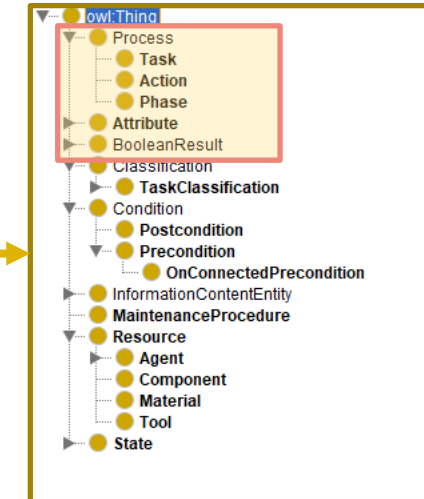 owl:Thing
Process
Task
Action
Phase
Attribute
BooleanResult
Classification
TaskClassification
Condition
Postcondition
Precondition
OnConnectedPrecondition
InformationContentEntity
MaintenanceProcedure
Resource
Agent
Component
Material
Tool
State